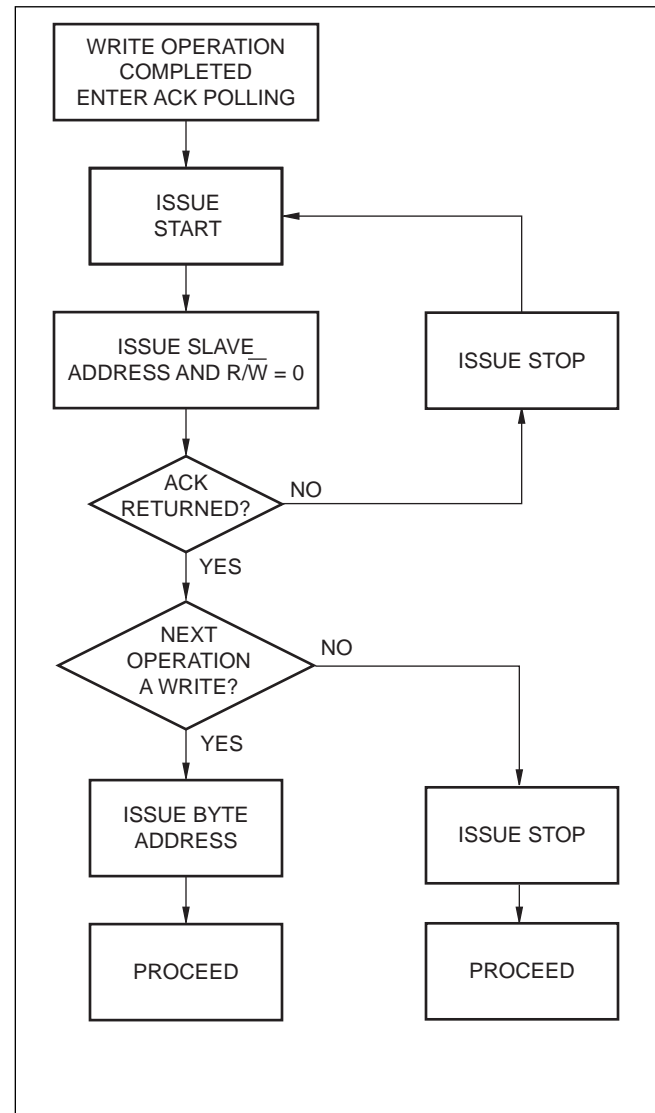 WRITE OPERATION
COMPLETED
ENTER ACK POLLING
ISSUE
START
ISSUE SLAVE
ADDRESS AND R/W̅ = 0
ISSUE STOP
ACK
RETURNED?
NO
YES
NEXT
OPERATION
A WRITE?
NO
YES
ISSUE BYTE
ADDRESS
ISSUE STOP
PROCEED
PROCEED